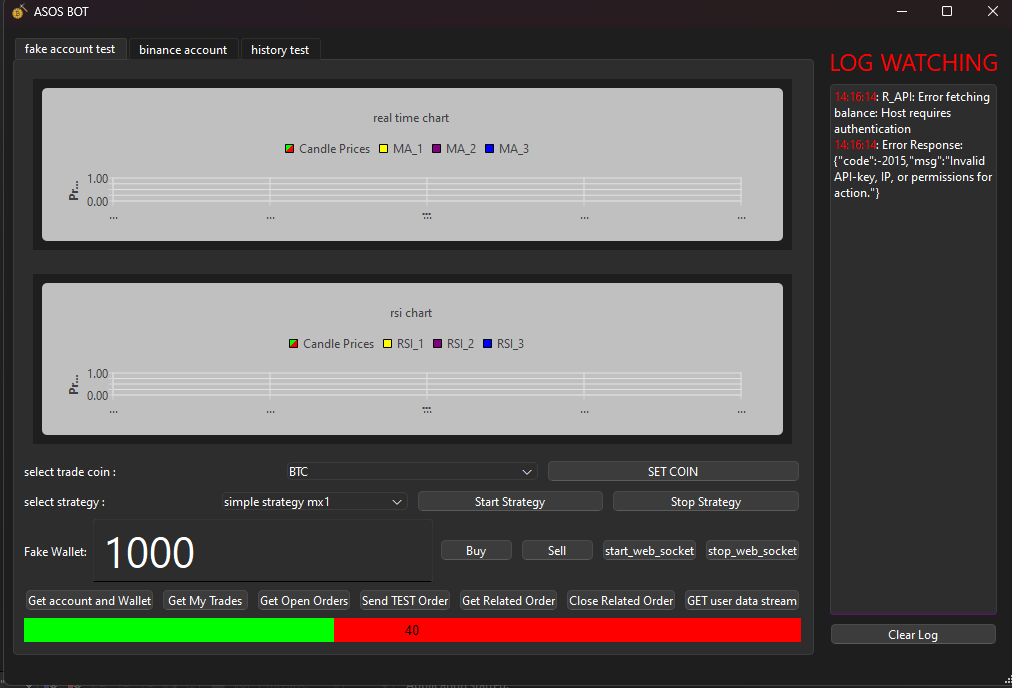 ASOS BOT
fake account test
binance account
history test
real time chart
Candle Prices MA_1 MA_2 MA_3
Pr...
1.00
0.00
... ... ... ... ...
rsi chart
Candle Prices RSI_1 RSI_2 RSI_3
Pr...
1.00
0.00
... ... ... ... ...
select trade coin :
BTC
SET COIN
select strategy :
simple strategy mx1
Start Strategy
Stop Strategy
Fake Wallet:
1000
Buy
Sell
start_web_socket
stop_web_socket
Get account and Wallet
Get My Trades
Get Open Orders
Send TEST Order
Get Related Order
Close Related Order
GET user data stream
40
LOG WATCHING
14:16:14: R_API: Error fetching
balance: Host requires
authentication
14:16:14: Error Response:
{"code":-2015,"msg":"Invalid
API-key, IP, or permissions for
action."}
Clear Log